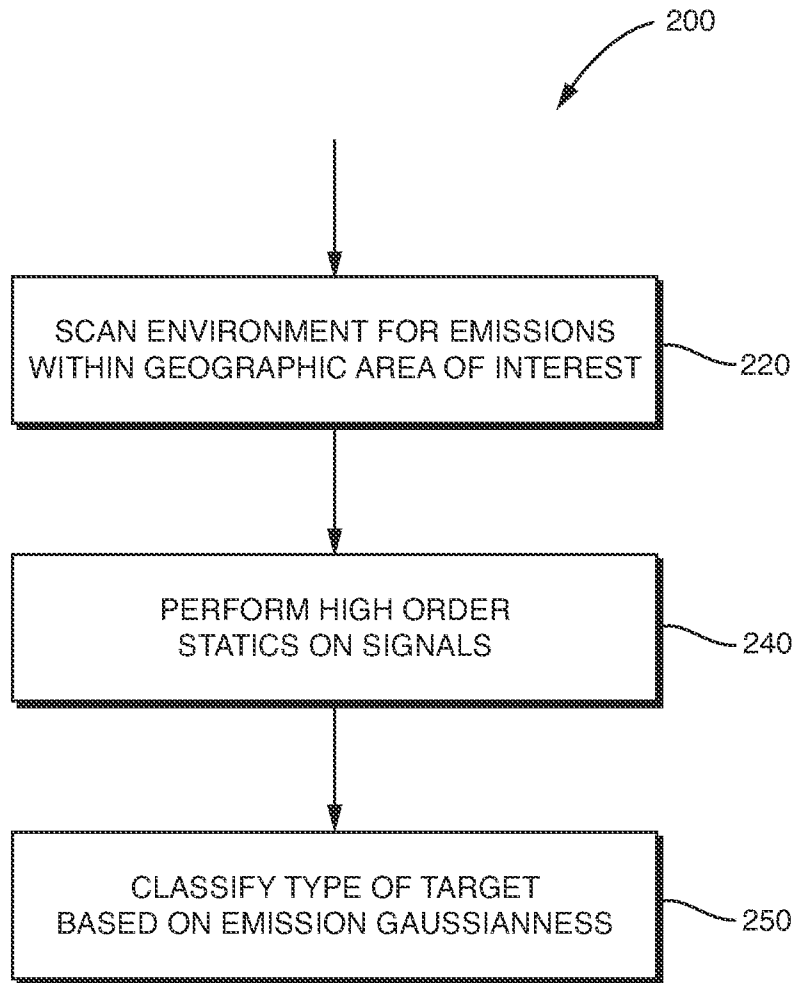 200
SCAN ENVIRONMENT FOR EMISSIONS
WITHIN GEOGRAPHIC AREA OF INTEREST
220
PERFORM HIGH ORDER
STATICS ON SIGNALS
240
CLASSIFY TYPE OF TARGET
BASED ON EMISSION GAUSSIANNESS
250